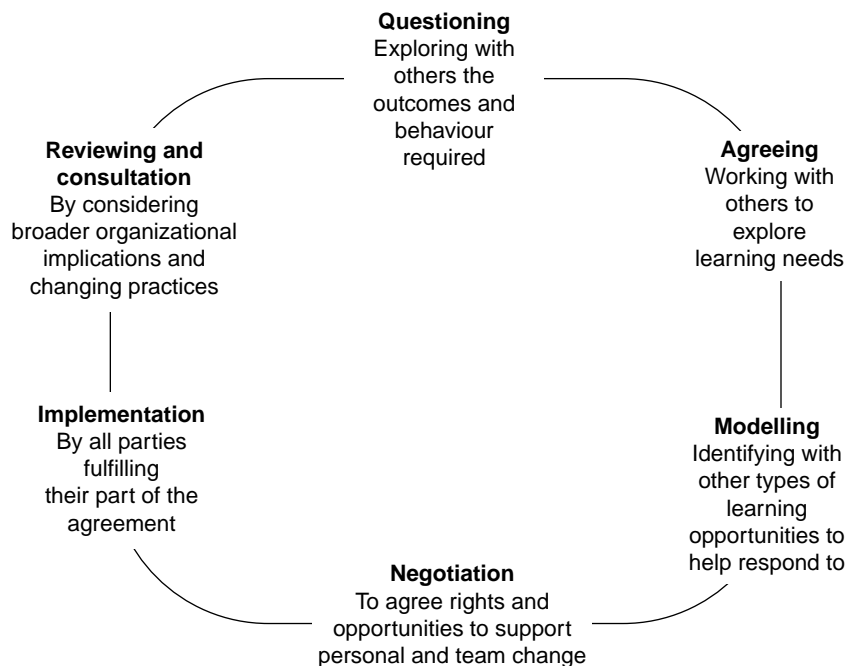 Questioning
Exploring with
others the
outcomes and
behaviour
required
Agreeing
Working with
others to
explore
learning needs
Modelling
Identifying with
other types of
learning
opportunities to
help respond to
Negotiation
To agree rights and
opportunities to support
personal and team change
Implementation
By all parties
fulfilling
their part of the
agreement
Reviewing and
consultation
By considering
broader organizational
implications and
changing practices